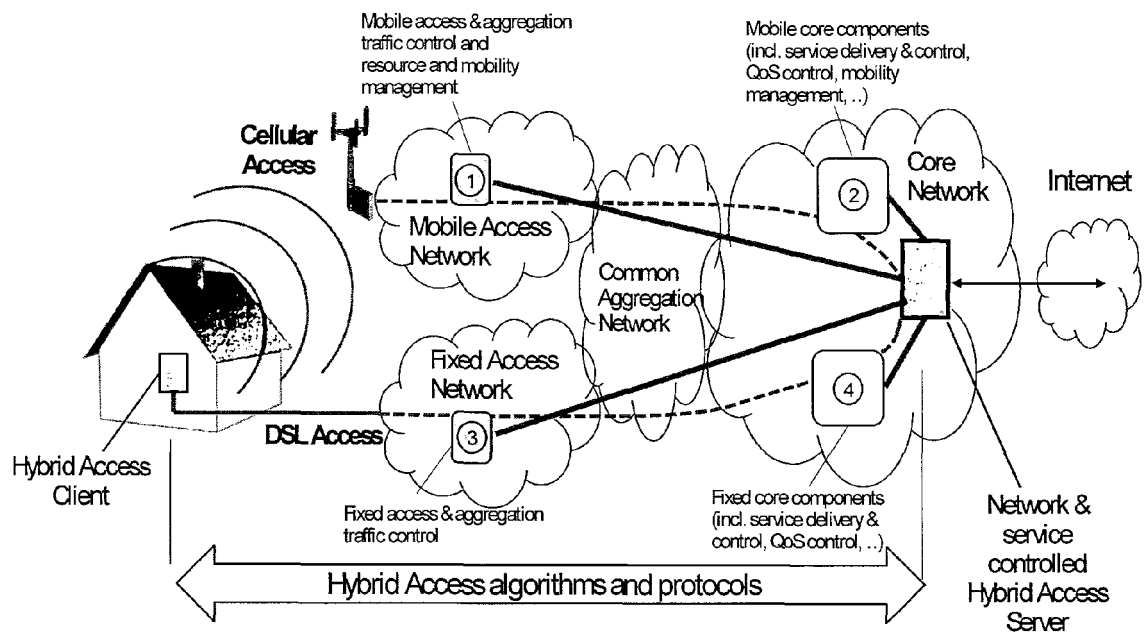 Mobile access & aggregation
traffic control and
resource and mobility
management
Mobile core components
(incl. service delivery & control,
QoS control, mobility
management, ..)
Cellular
Access
1
2
Core
Network
Internet
Mobile Access
Network
Common
Aggregation
Network
Fixed Access
Network
4
DSL Access
3
Hybrid Access
Client
Fixed access & aggregation
traffic control
Fixed core components
(incl. service delivery &
control, QoS control, ..)
Network &
service
controlled
Hybrid Access
Server
Hybrid Access algorithms and protocols